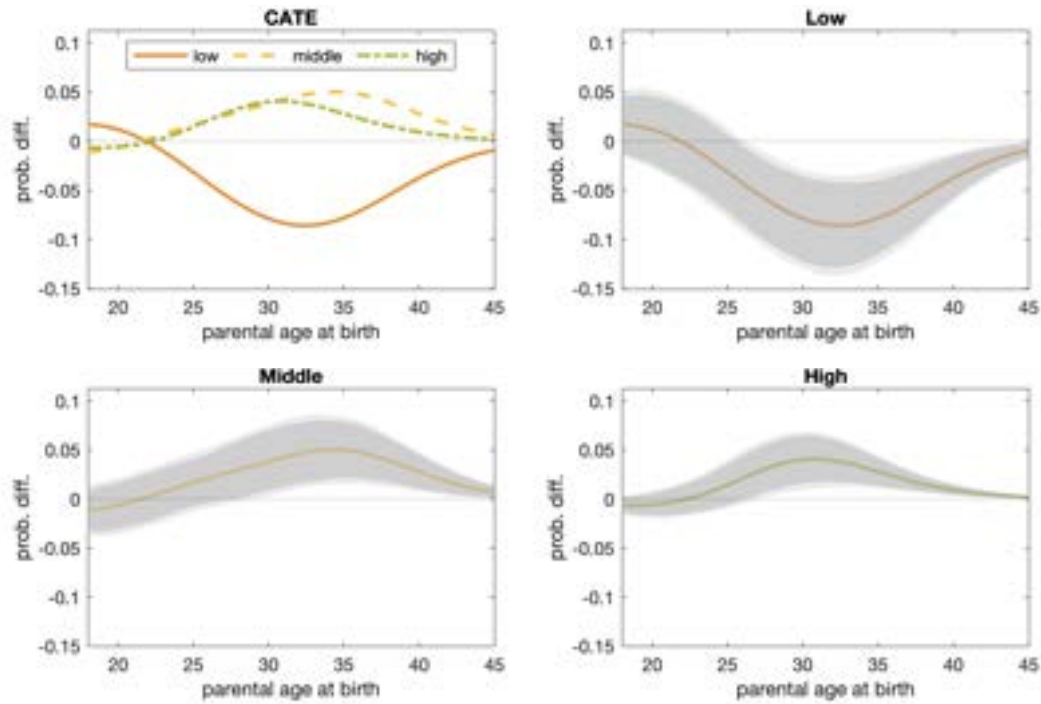 CATE
0.1
low middle high
0.05
0
-0.05
-0.1
-0.15
prob. diff.
20 25 30 35 40 45
parental age at birth
Low
0.1
0.05
0
-0.05
-0.1
-0.15
prob. diff.
20 25 30 35 40 45
parental age at birth
Middle
0.1
0.05
0
-0.05
-0.1
-0.15
prob. diff.
20 25 30 35 40 45
parental age at birth
High
0.1
0.05
0
-0.05
-0.1
-0.15
prob. diff.
20 25 30 35 40 45
parental age at birth